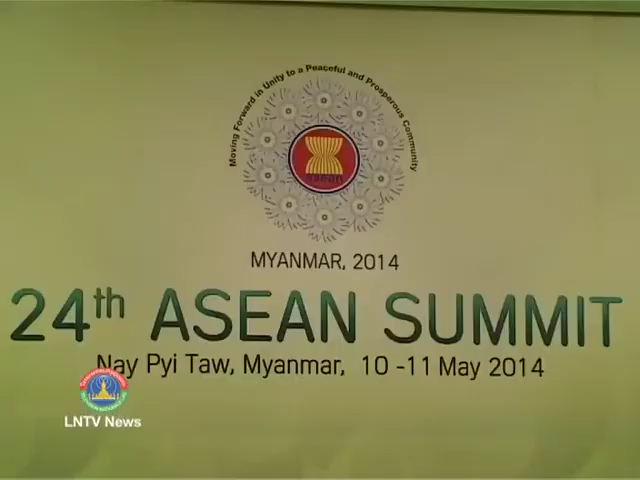 Moving Forward in Unity to a Peaceful and Prosperous Community
asean
MYANMAR, 2014
24th ASEAN SUMMIT
Nay Pyi Taw, Myanmar, 10 -11 May 2014
LNTV News